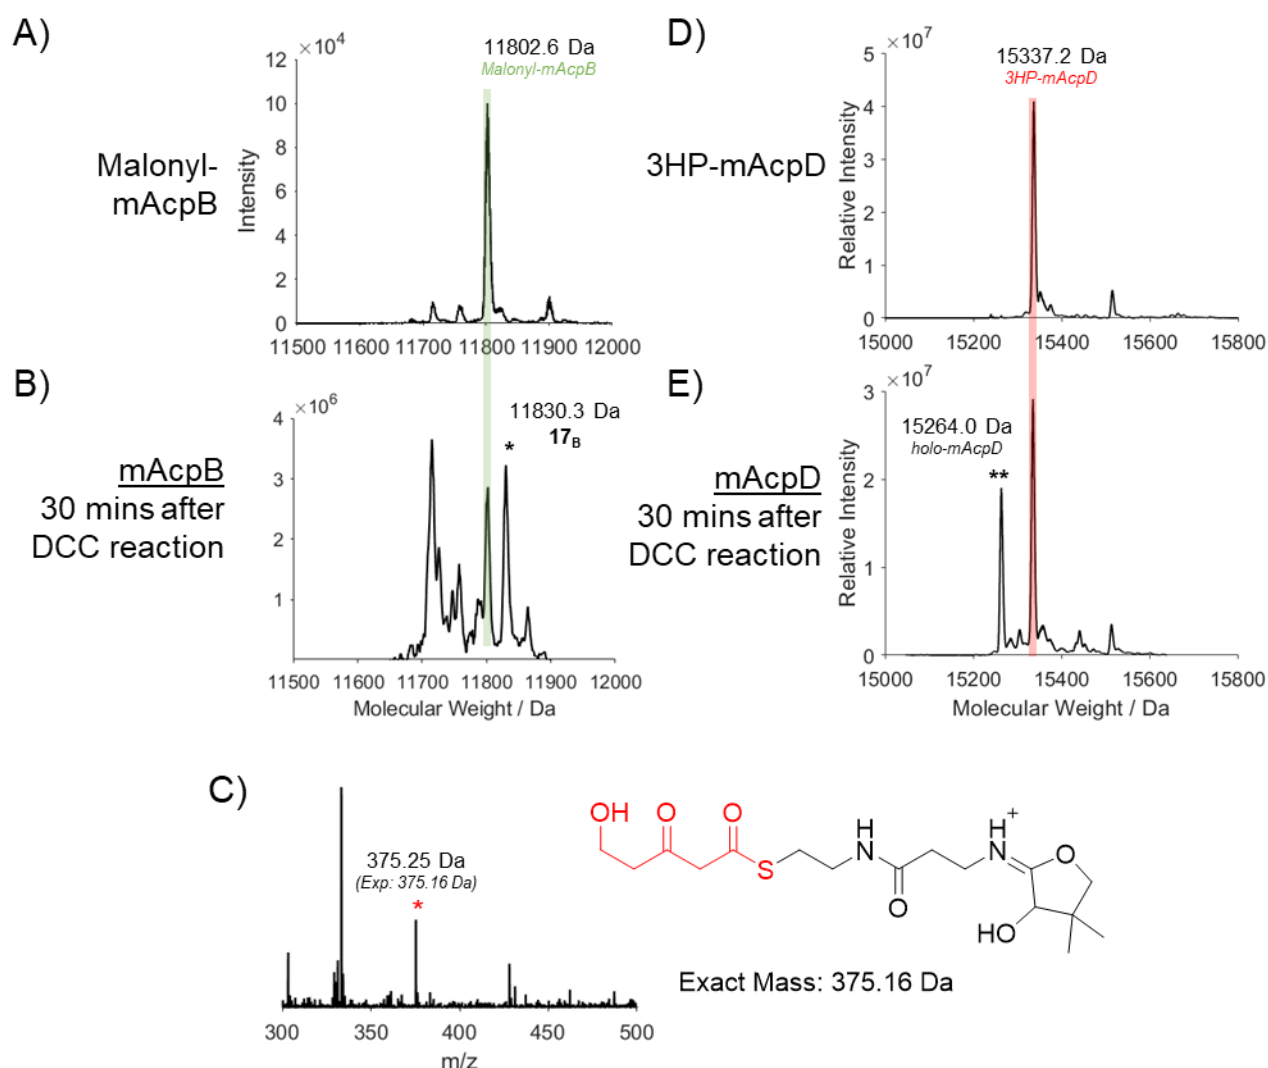 A)
Malonyl-
mAcpB
×10⁴
11802.6 Da
Malonyl-mAcpB
Intensity
12
10
8
6
4
2
0
11500 11600 11700 11800 11900 12000
D)
3HP-mAcpD
×10⁷
15337.2 Da
3HP-mAcpD
Relative Intensity
5
4
3
2
1
0
15000 15200 15400 15600 15800
B)
mAcpB
30 mins after
DCC reaction
×10⁶
11830.3 Da
17B
*
4
3
2
1
11500 11600 11700 11800 11900 12000
Molecular Weight / Da
E)
mAcpD
30 mins after
DCC reaction
×10⁷
15264.0 Da
holo-mAcpD
**
Relative Intensity
3
2
1
0
15000 15200 15400 15600 15800
Molecular Weight / Da
C)
375.25 Da
(Exp: 375.16 Da)
*
300 350 400 450 500
m/z
OH O O
S
H
N
O
H +
N
O
HO
Exact Mass: 375.16 Da